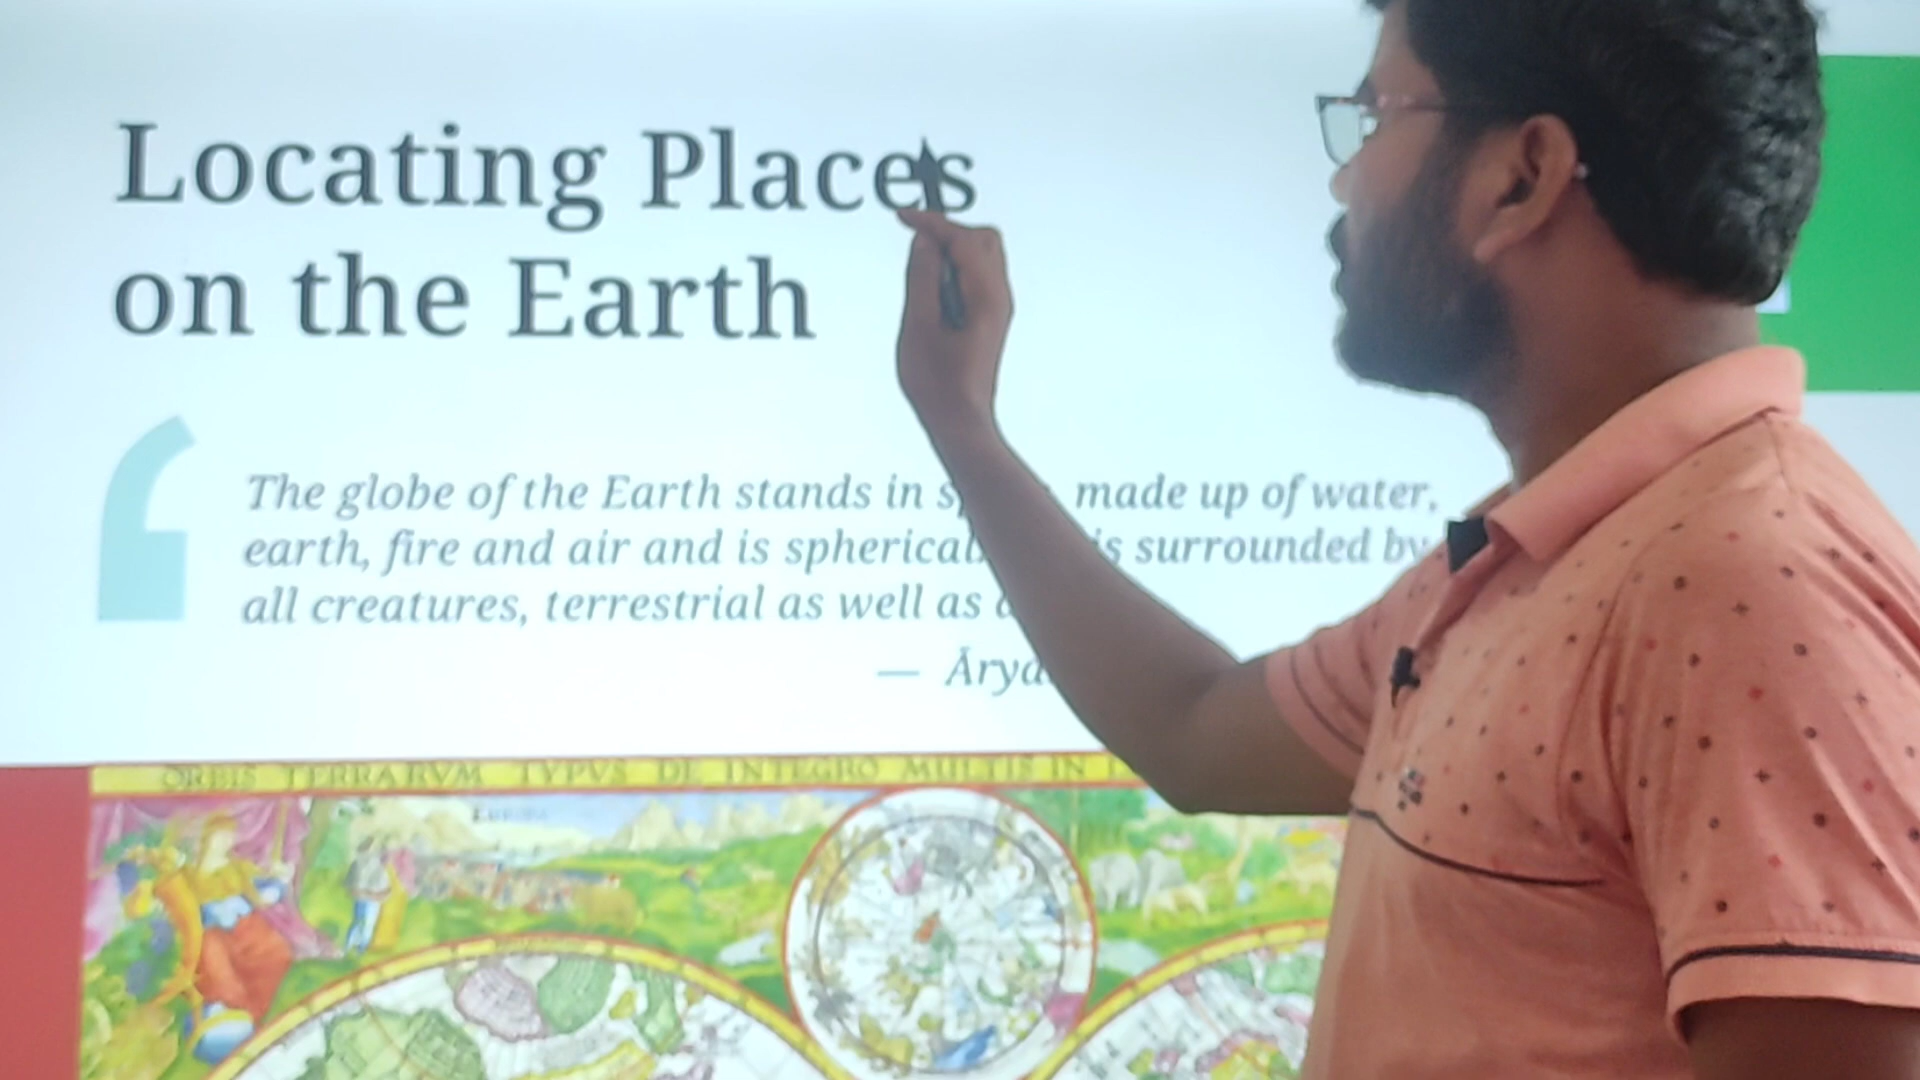 Locating Places
on the Earth
The globe of the Earth stands in made up of water,
earth, fire and air and is spherical is surrounded by
all creatures, terrestrial as well as
—
ORBIS TERRARVM TYPVS DE INTEGRO MULTIS IN
EUROPA